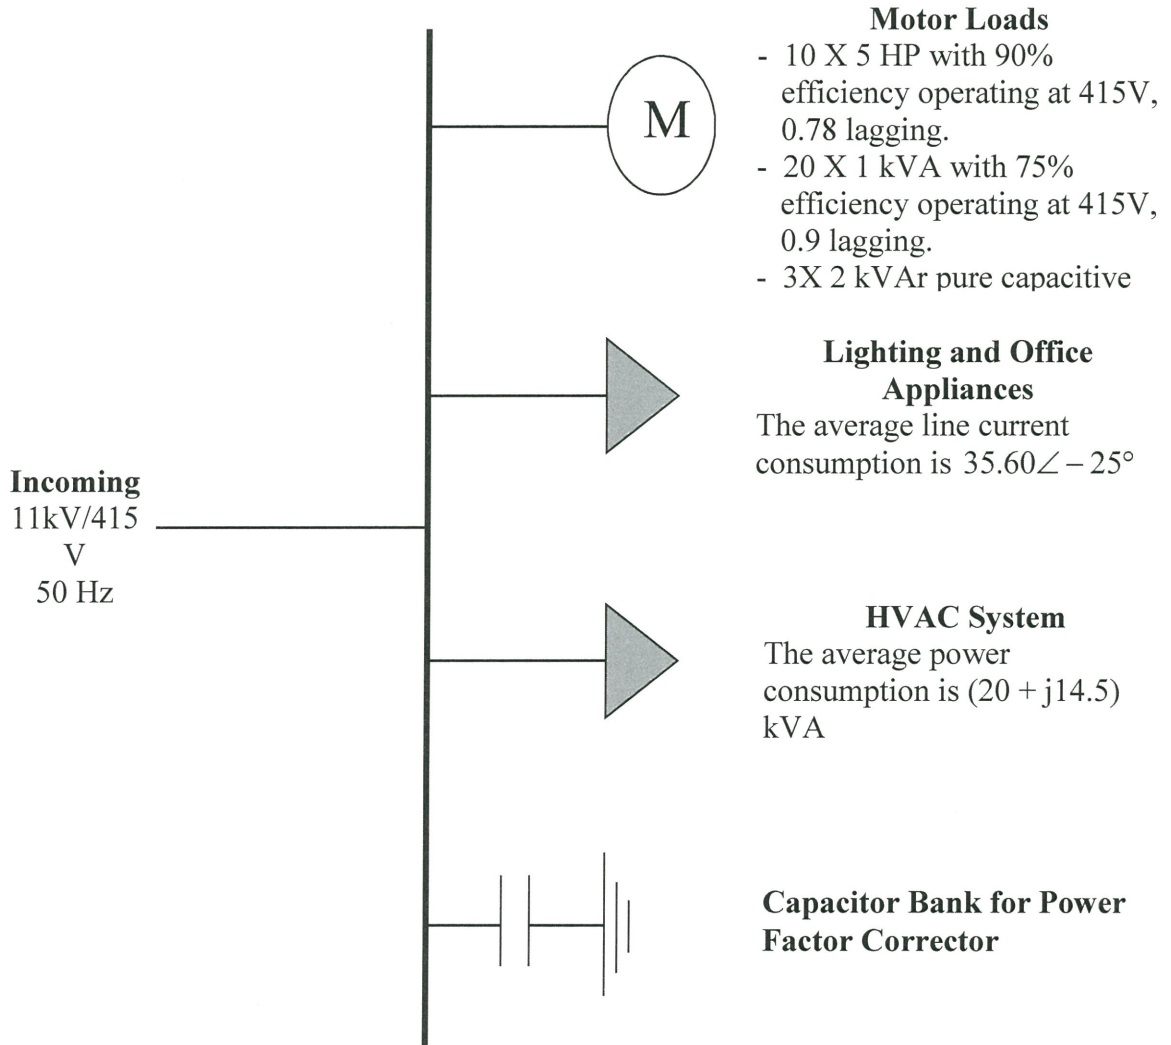 Motor Loads
- 10 X 5 HP with 90%
efficiency operating at 415V,
0.78 lagging.
- 20 X 1 kVA with 75%
efficiency operating at 415V,
0.9 lagging.
- 3X 2 kVAr pure capacitive
M
Lighting and Office
Appliances
The average line current
consumption is 35.60∠ – 25°
Incoming
11kV/415
V
50 Hz
HVAC System
The average power
consumption is (20 + j14.5)
kVA
Capacitor Bank for Power
Factor Corrector